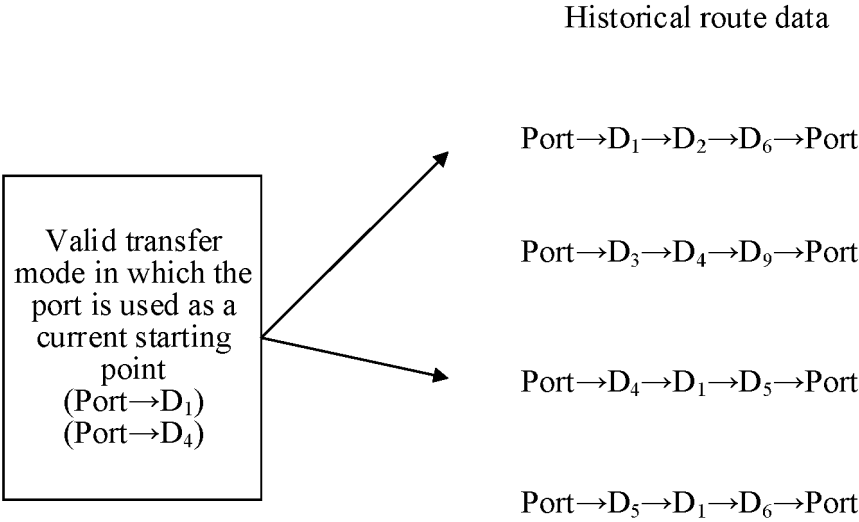 Historical route data
Port→D₁→D₂→D₆→Port
Valid transfer
mode in which the
port is used as a
current starting
point
(Port→D₁)
(Port→D₄)
Port→D₃→D₄→D₉→Port
Port→D₄→D₁→D₅→Port
Port→D₅→D₁→D₆→Port